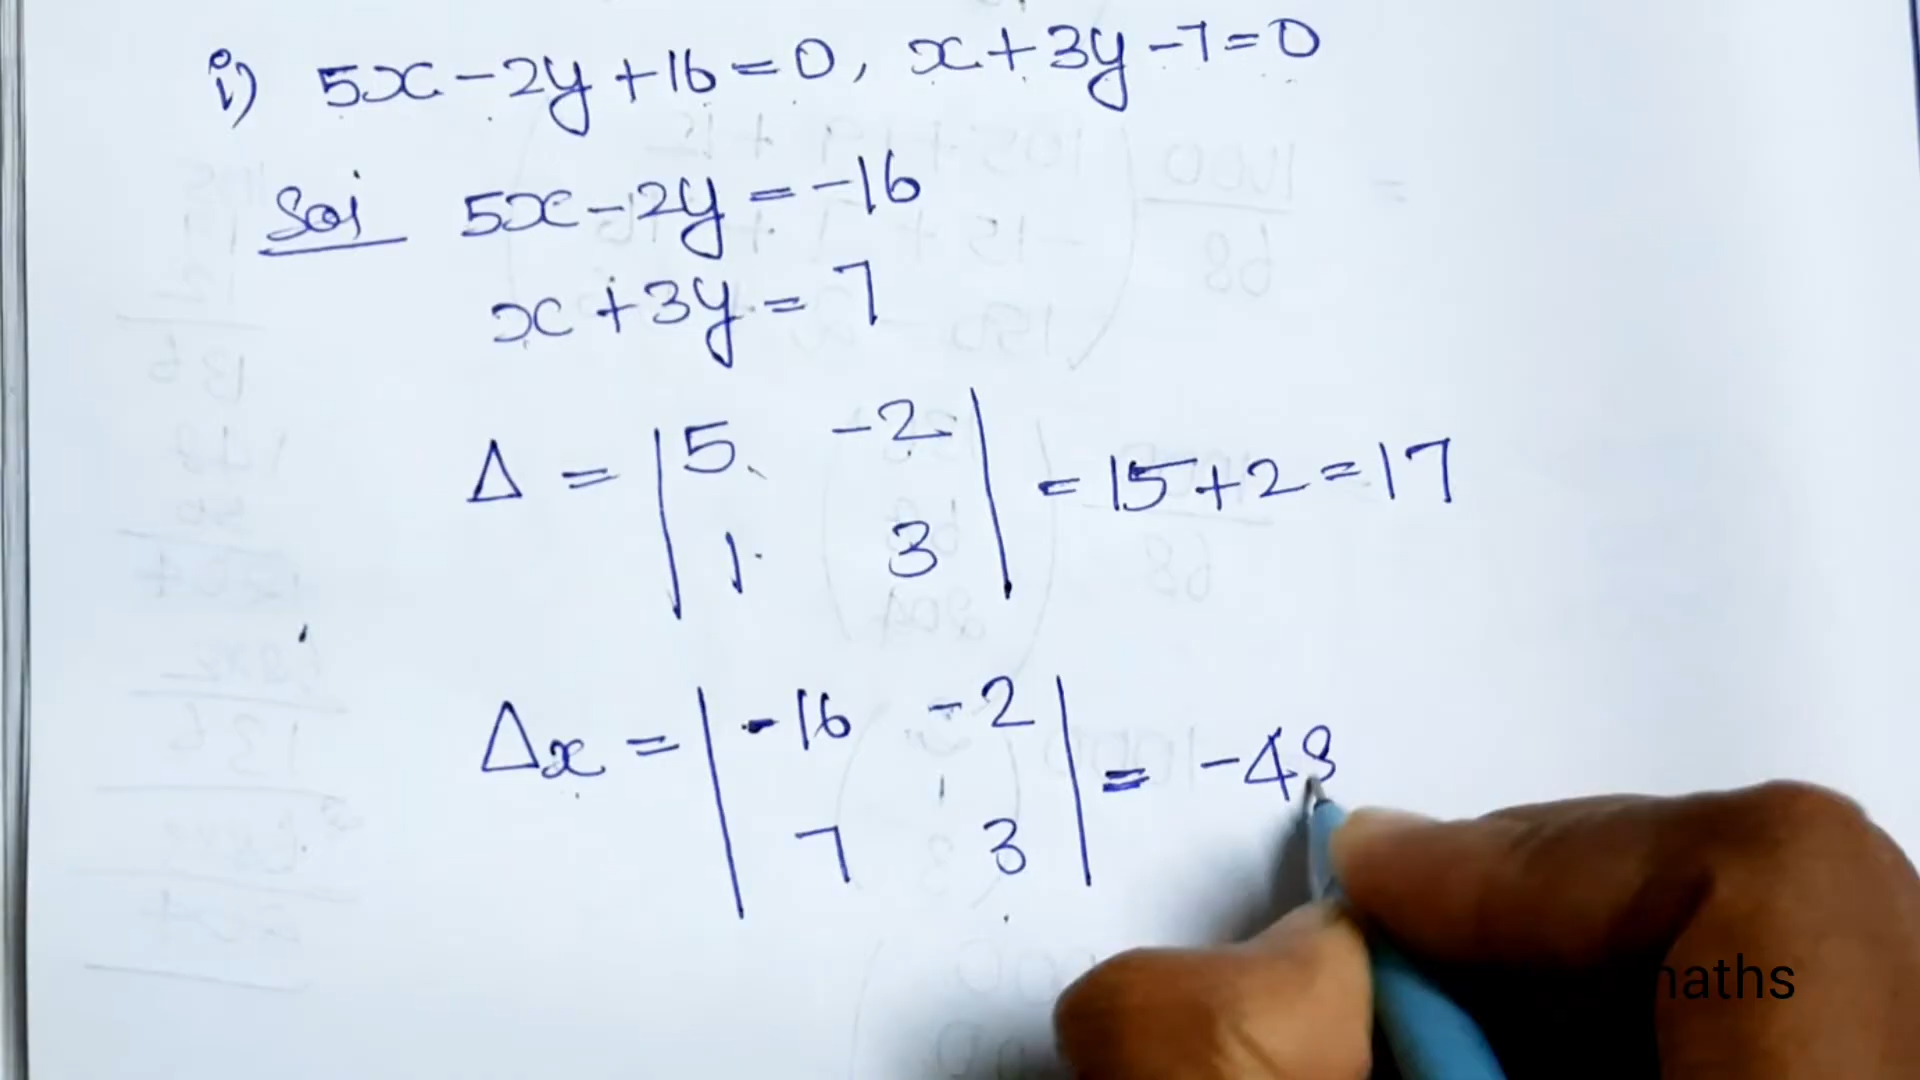 i) 5x-2y+16=0, x+3y-7=0
Sol 5x-2y=-16
x+3y=7
Δ = |5 -2| = 15+2=17
|1 3|
Δx = |-16 -2| = -48
|7 3|